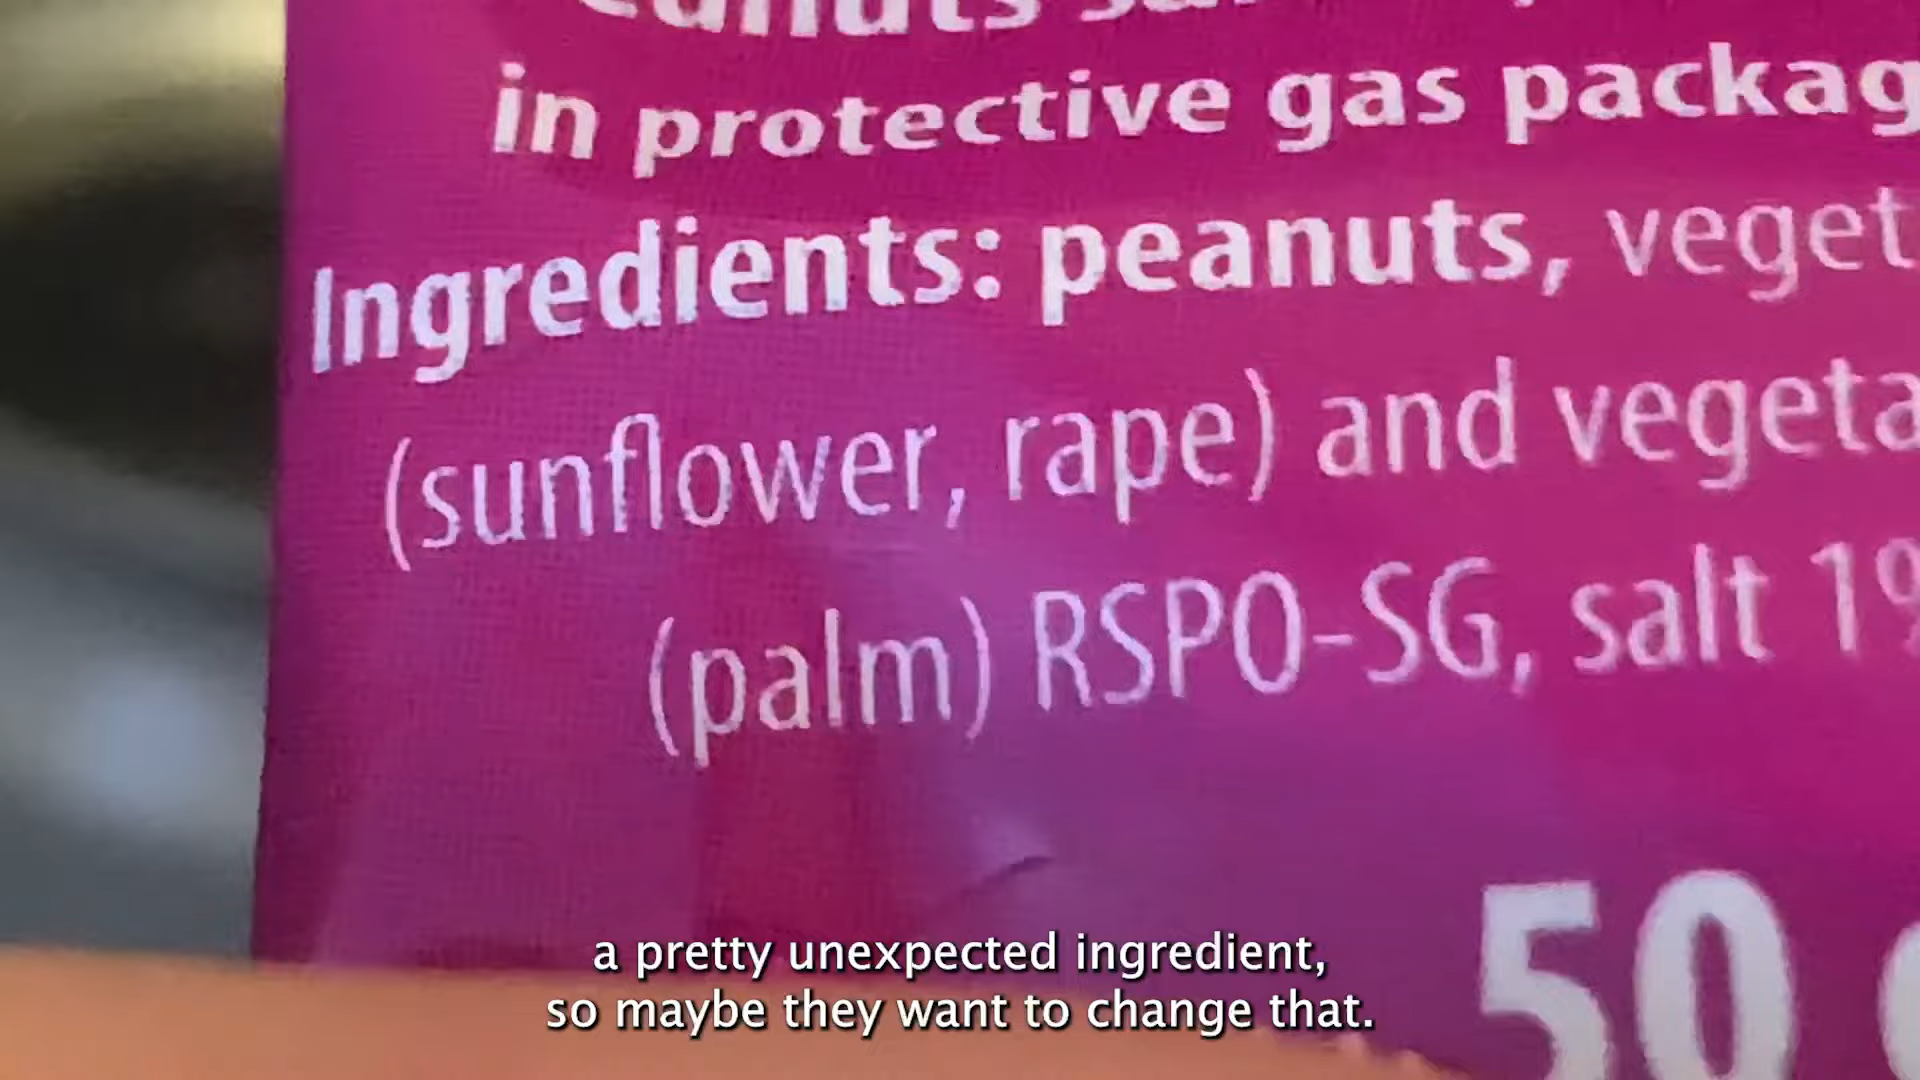 in protective gas packag
Ingredients: peanuts, veget
(sunflower, rape) and vegeta
(palm) RSPO-SG, salt 1%
50
a pretty unexpected ingredient,
so maybe they want to change that.